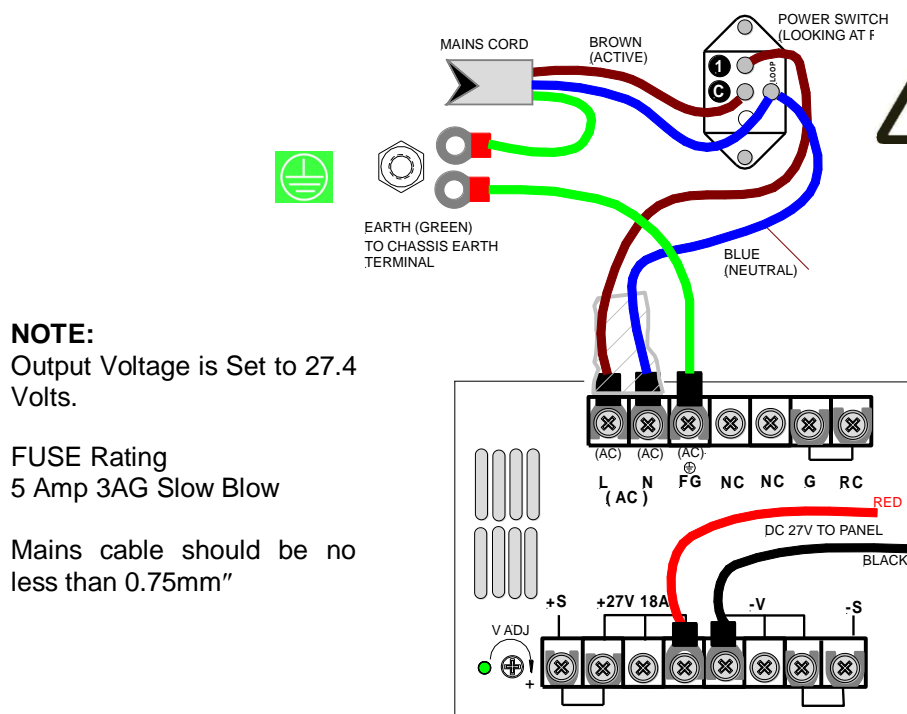 POWER SWITCH
(LOOKING AT F
MAINS CORD
BROWN
(ACTIVE)
1
C
LOOP
EARTH (GREEN)
TO CHASSIS EARTH
TERMINAL
BLUE
(NEUTRAL)
NOTE:
Output Voltage is Set to 27.4
Volts.
FUSE Rating
5 Amp 3AG Slow Blow
Mains cable should be no
less than 0.75mm"
(AC) (AC) (AC)
L N FG NC NC G RC
(AC)
RED
DC 27V TO PANEL
BLACK
+S +27V 18A -V -S
V ADJ
+